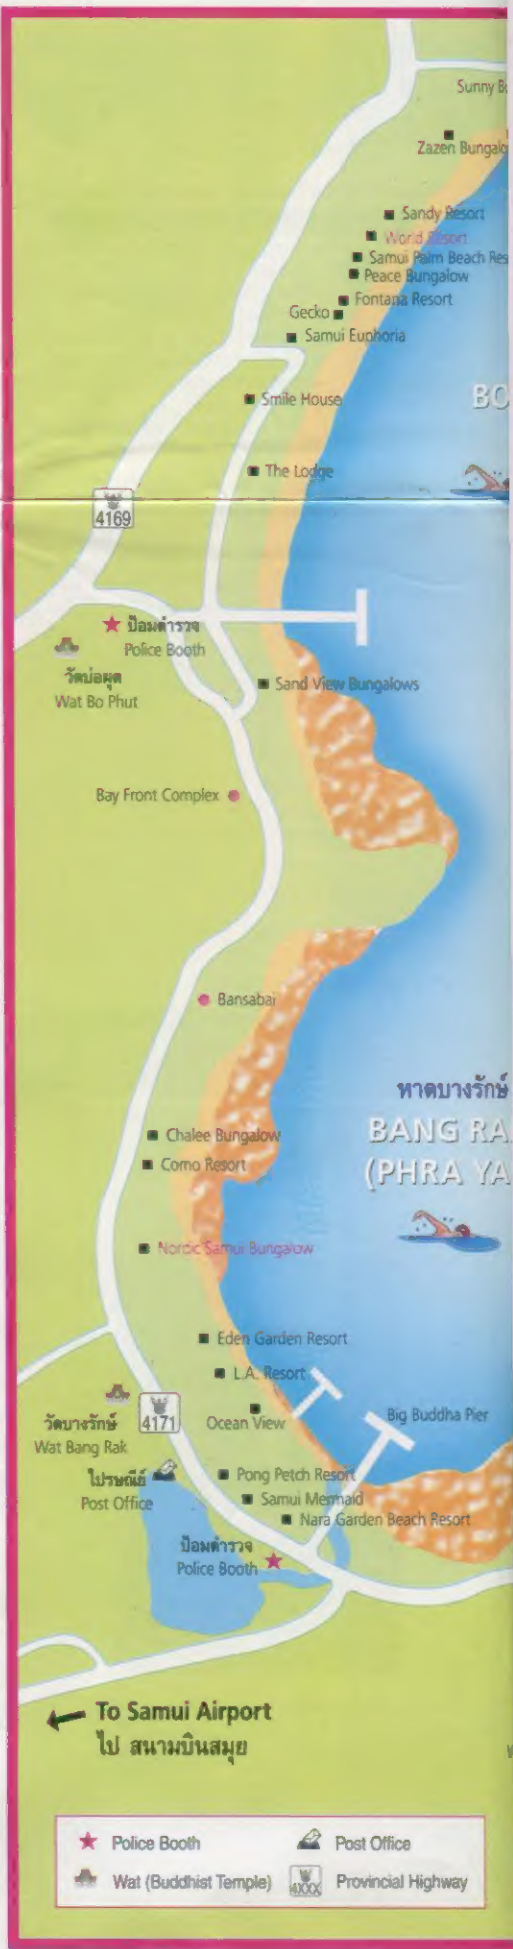 Sunny B
Zazen Bungalo
Sandy Resort
World Resort
Samui Palm Beach Res
Peace Bungalow
Fontana Resort
Gecko
Samui Euphoria
BO
Smile House
The Lodge
4169
ป้อมตำรวจ
Police Booth
วัดบ่อผุด
Wat Bo Phut
Sand View Bungalows
Bay Front Complex
Bansabai
หาดบางรักษ์
BANG RA
(PHRA YA
Chalee Bungalow
Como Resort
Nordic Samui Bungalow
Eden Garden Resort
L.A. Resort
วัดบางรักษ์
Wat Bang Rak
4171
Ocean View
Big Buddha Pier
ไปรษณีย์
Post Office
Pong Petch Resort
Samui Mermaid
Nara Garden Beach Resort
ป้อมตำรวจ
Police Booth
To Samui Airport
ไป สนามบินสมุย
Police Booth
Post Office
Wat (Buddhist Temple)
4XXX
Provincial Highway